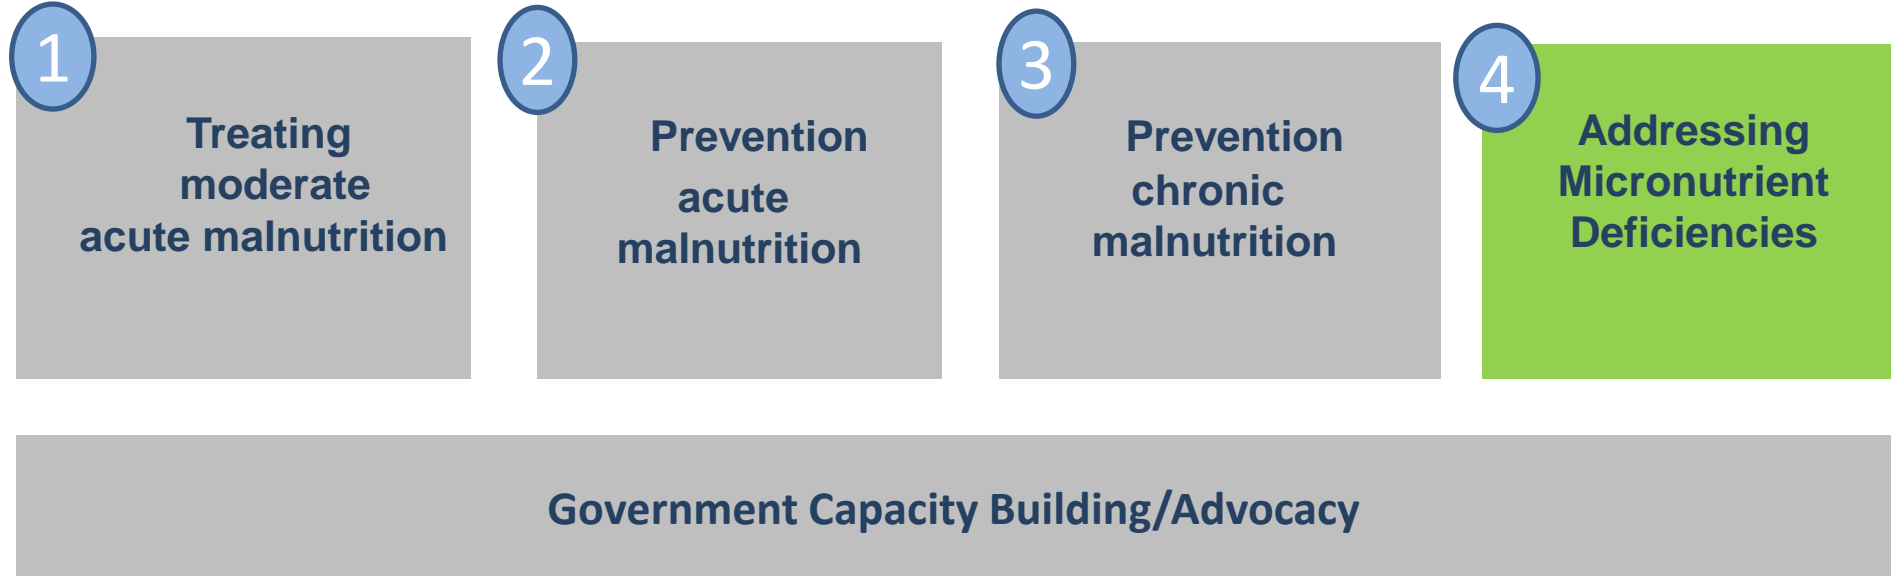 1
Treating
moderate
acute malnutrition
2
Prevention
acute
malnutrition
3
Prevention
chronic
malnutrition
4
Addressing
Micronutrient
Deficiencies
Government Capacity Building/Advocacy